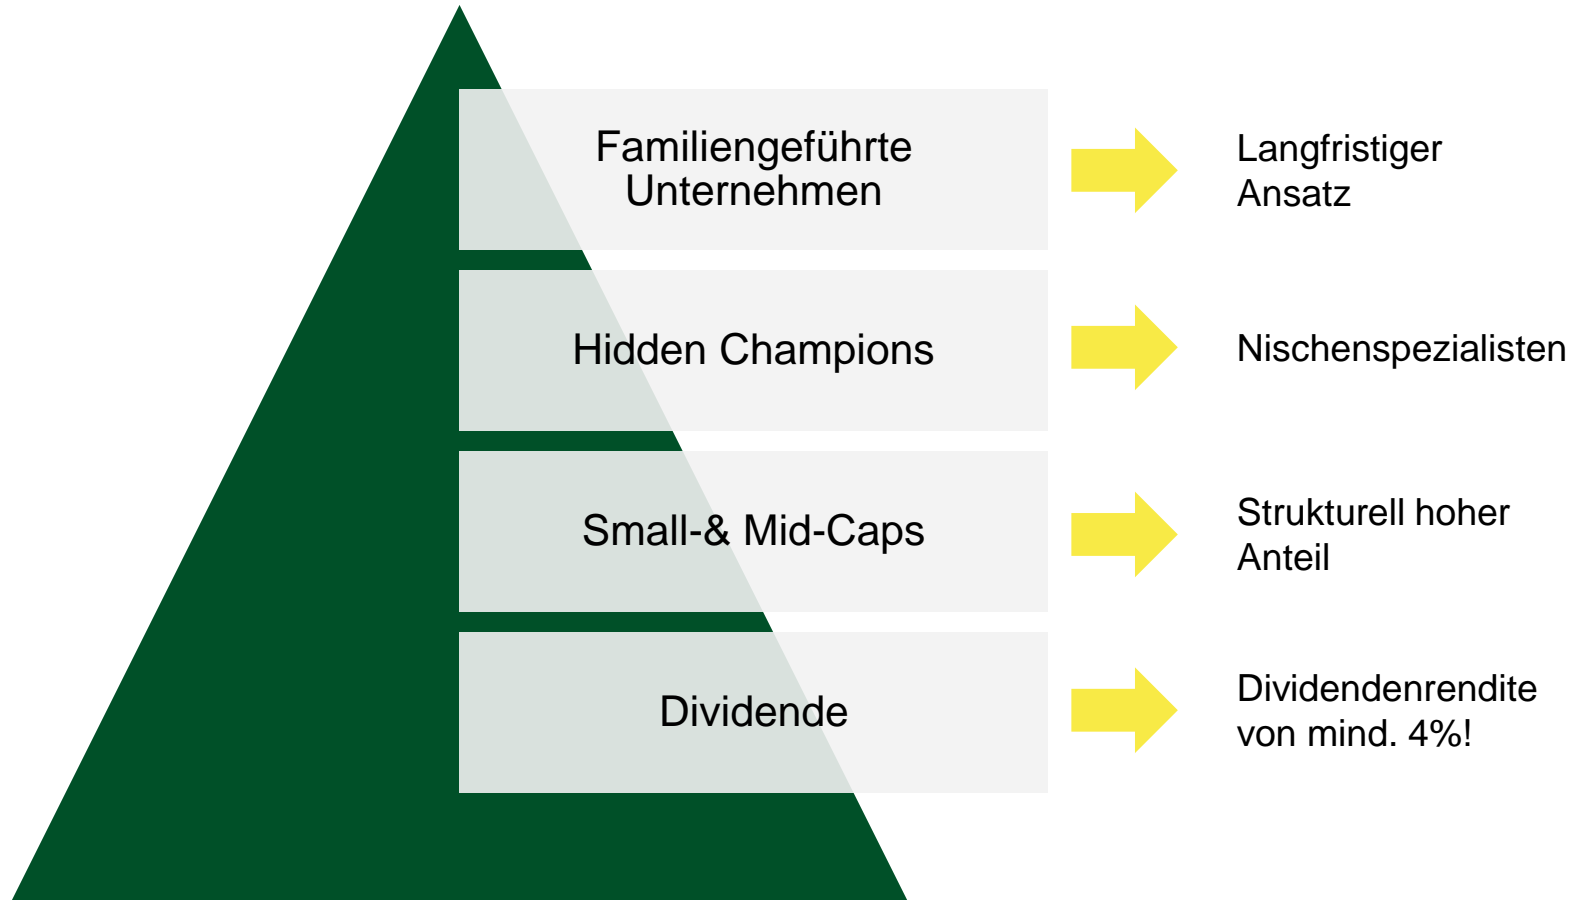 Familiengeführte
Unternehmen
Langfristiger
Ansatz
Hidden Champions
Nischenspezialisten
Small-& Mid-Caps
Strukturell hoher
Anteil
Dividende
Dividendenrendite
von mind. 4%!